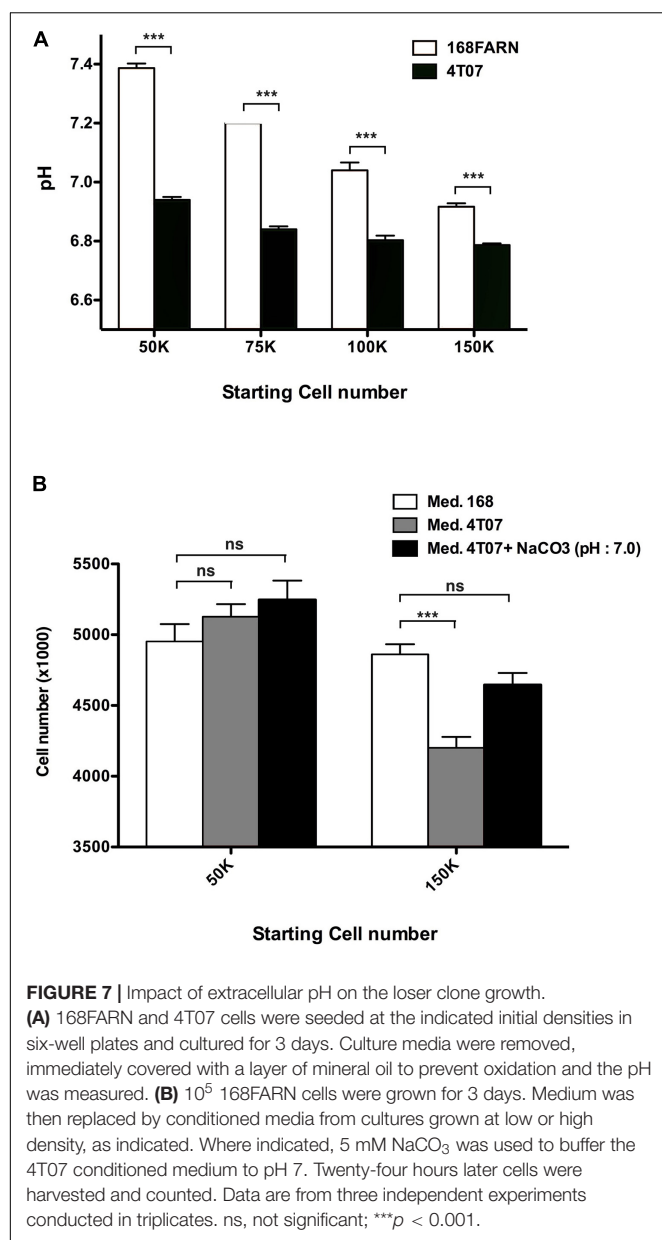 A
168FARN
4T07
***
***
***
***
7.4
7.2
7.0
6.8
6.6
pH
50K
75K
100K
150K
Starting Cell number
B
Med. 168
Med. 4T07
Med. 4T07+ NaCO3 (pH : 7.0)
ns
ns
ns
***
5500
5000
4500
4000
3500
Cell number (x1000)
50K
150K
Starting Cell number
FIGURE 7 | Impact of extracellular pH on the loser clone growth.
(A) 168FARN and 4T07 cells were seeded at the indicated initial densities in
six-well plates and cultured for 3 days. Culture media were removed,
immediately covered with a layer of mineral oil to prevent oxidation and the pH
was measured. (B) 10⁵ 168FARN cells were grown for 3 days. Medium was
then replaced by conditioned media from cultures grown at low or high
density, as indicated. Where indicated, 5 mM NaCO₃ was used to buffer the
4T07 conditioned medium to pH 7. Twenty-four hours later cells were
harvested and counted. Data are from three independent experiments
conducted in triplicates. ns, not significant; ***p < 0.001.